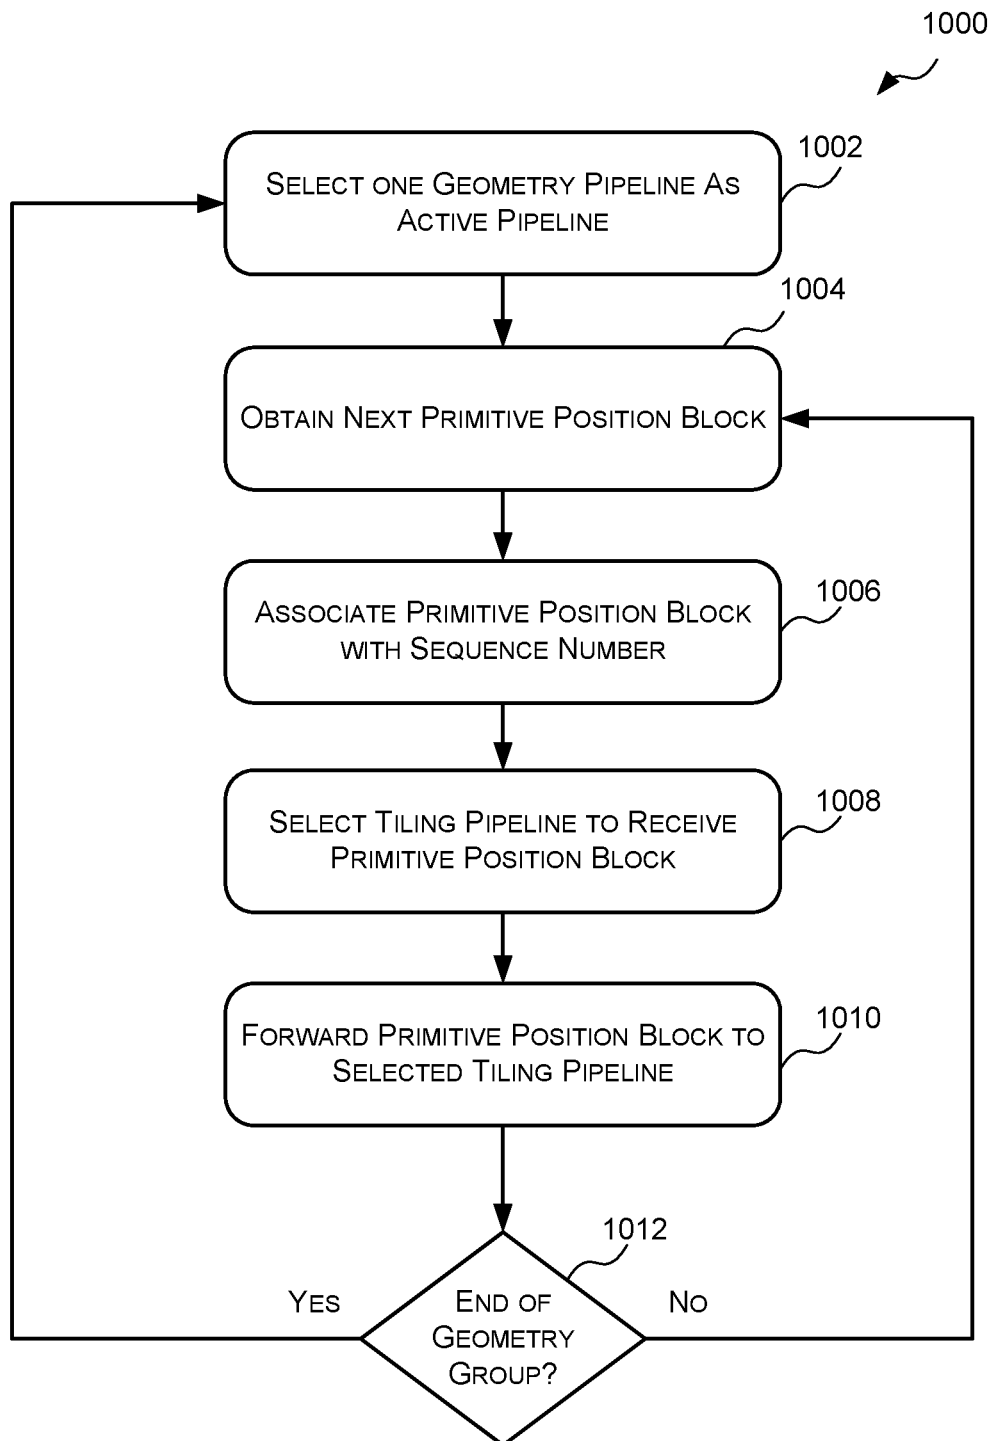 1000
1002
SELECT ONE GEOMETRY PIPELINE AS
ACTIVE PIPELINE
1004
OBTAIN NEXT PRIMITIVE POSITION BLOCK
1006
ASSOCIATE PRIMITIVE POSITION BLOCK
WITH SEQUENCE NUMBER
1008
SELECT TILING PIPELINE TO RECEIVE
PRIMITIVE POSITION BLOCK
1010
FORWARD PRIMITIVE POSITION BLOCK TO
SELECTED TILING PIPELINE
1012
YES
NO
END OF
GEOMETRY
GROUP?